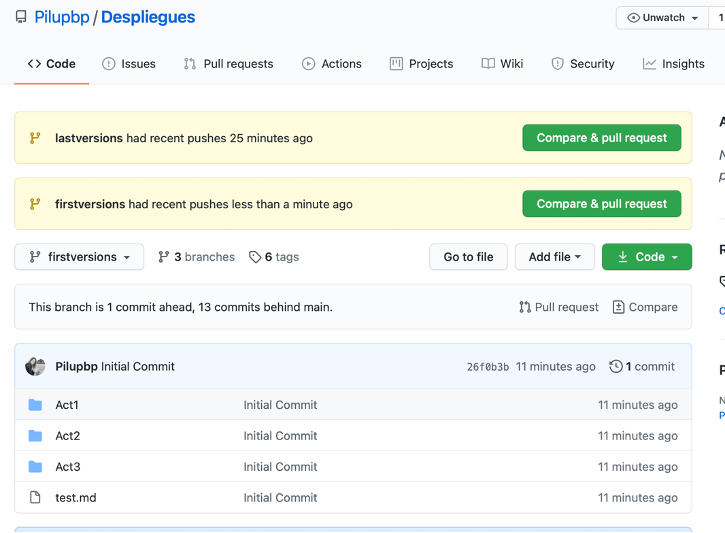 Pilupbp / Despliegues
Unwatch
1
Code Issues Pull requests Actions Projects Wiki Security Insights
lastversions had recent pushes 25 minutes ago
Compare & pull request
firstversions had recent pushes less than a minute ago
Compare & pull request
firstversions 3 branches 6 tags Go to file Add file Code
This branch is 1 commit ahead, 13 commits behind main. Pull request Compare
Pilupbp Initial Commit 26f0b3b 11 minutes ago 1 commit
Act1 Initial Commit 11 minutes ago
Act2 Initial Commit 11 minutes ago
Act3 Initial Commit 11 minutes ago
test.md Initial Commit 11 minutes ago